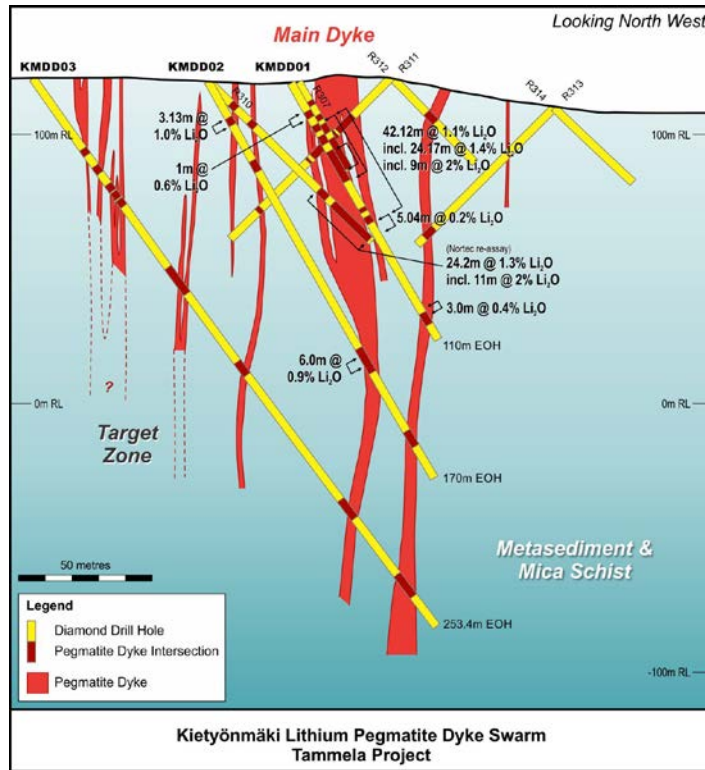 Looking North West
Main Dyke
KMDD03
KMDD02
KMDD01
R310
R307
R312
R311
R314
R313
100m RL
100m RL
3.13m @
1.0% Li₂O
1m @
0.6% Li₂O
42.12m @ 1.1% Li₂O
incl. 24.17m @ 1.4% Li₂O
incl. 9m @ 2% Li₂O
5.04m @ 0.2% Li₂O
(Nortec re-assay)
24.2m @ 1.3% Li₂O
incl. 11m @ 2% Li₂O
3.0m @ 0.4% Li₂O
110m EOH
6.0m @
0.9% Li₂O
?
0m RL
0m RL
Target
Zone
170m EOH
Metasediment &
Mica Schist
50 metres
253.4m EOH
Legend
Diamond Drill Hole
Pegmatite Dyke Intersection
Pegmatite Dyke
-100m RL
Kietyönmäki Lithium Pegmatite Dyke Swarm
Tammela Project